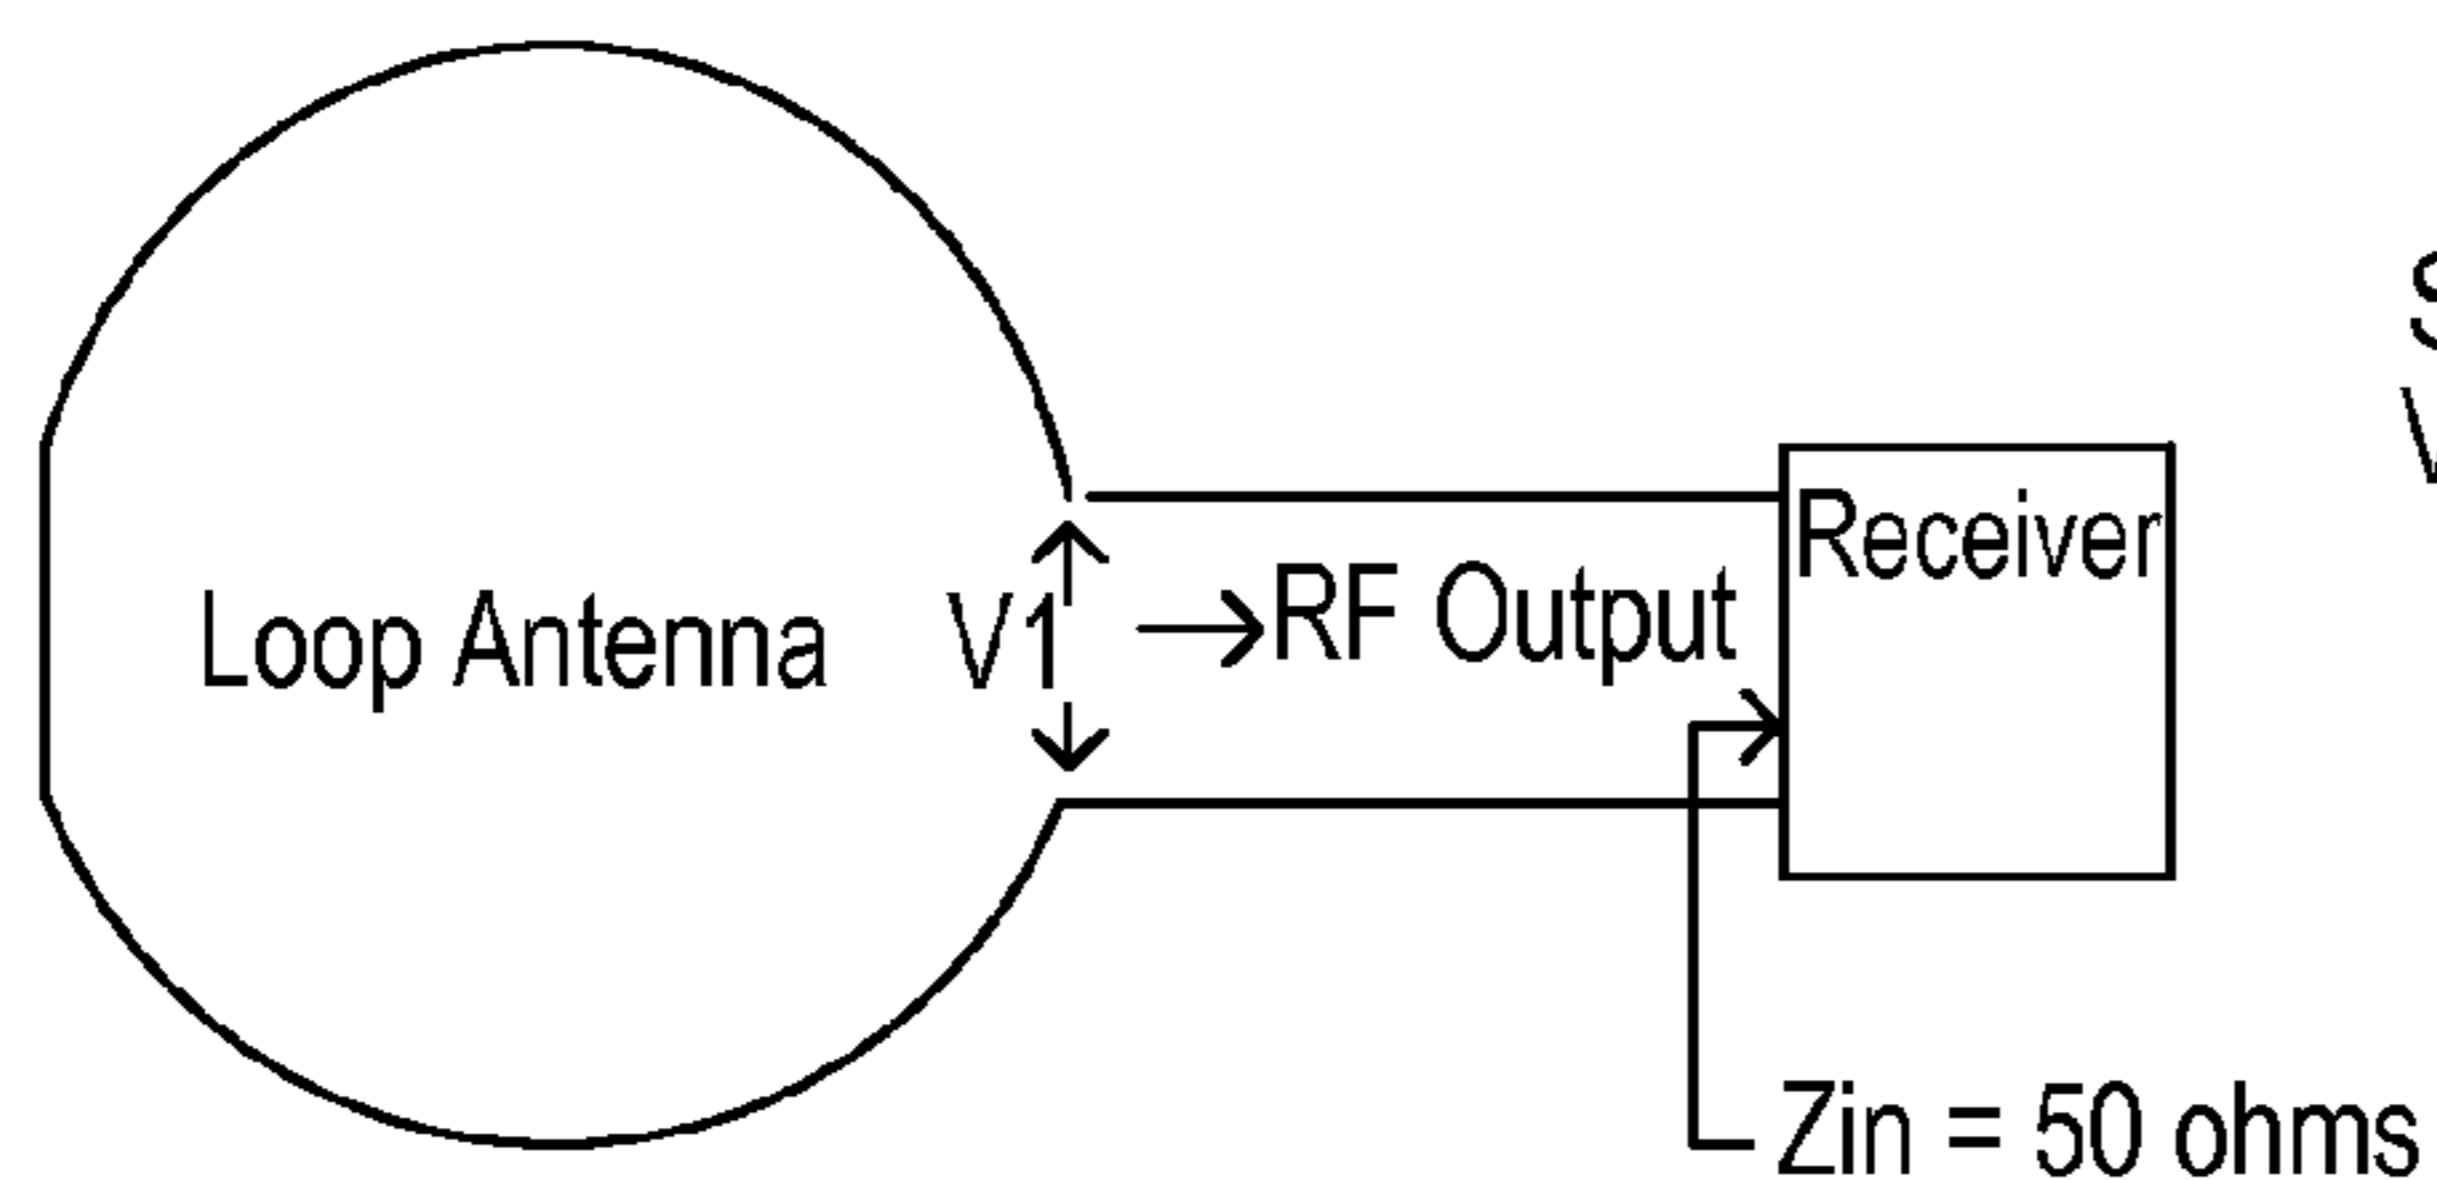 Receiver
RF Output
Loop Antenna
V1
Zin = 50 ohms